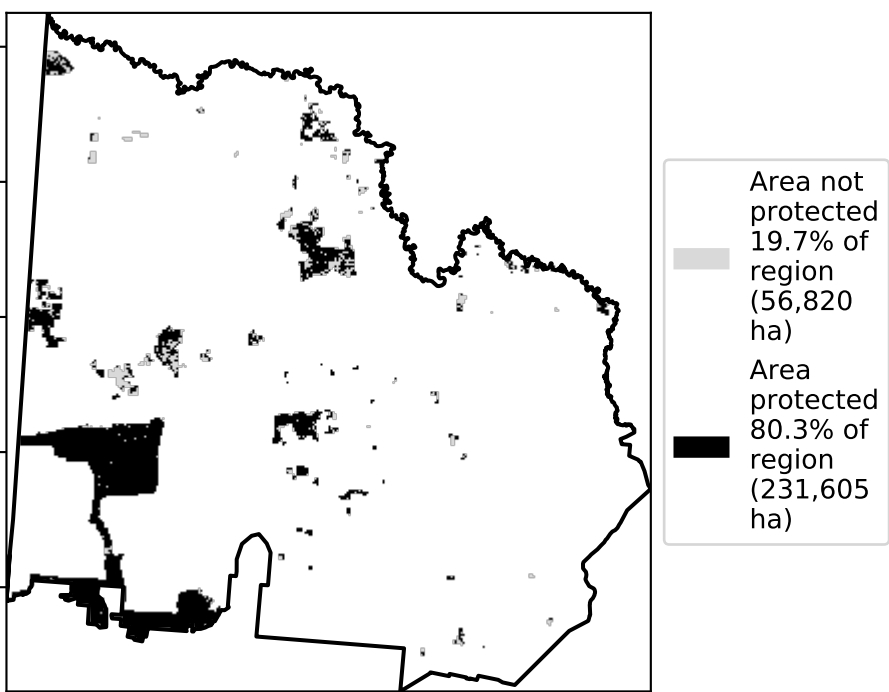 Area not
protected
19.7% of
region
(56,820
ha)
Area
protected
80.3% of
region
(231,605
ha)